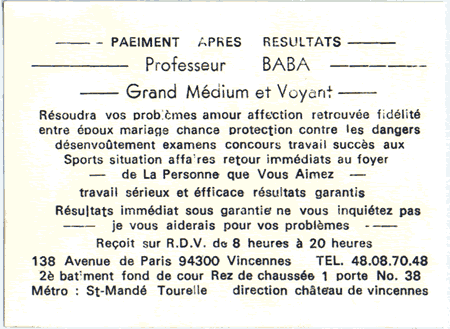 PAEIMENT APRES RESULTATS
Professeur BABA
Grand Médium et Voyant
Résoudra vos problèmes amour affection retrouvée fidélité
entre époux mariage chance protection contre les dangers
désenvoûtement examens concours travail succès aux
Sports situation affaires retour immédiats au foyer
— de La Personne que Vous Aimez —
travail sérieux et éfficace résultats garantis
Résultats immédiat sous garantie ne vous inquiétez pas
— je vous aiderais pour vos problèmes —
Reçoit sur R.D.V. de 8 heures à 20 heures
138 Avenue de Paris 94300 Vincennes TEL. 48.08.70.48
2è batiment fond de cour Rez de chaussée 1 porte No. 38
Métro : St-Mandé Tourelle direction château de vincennes